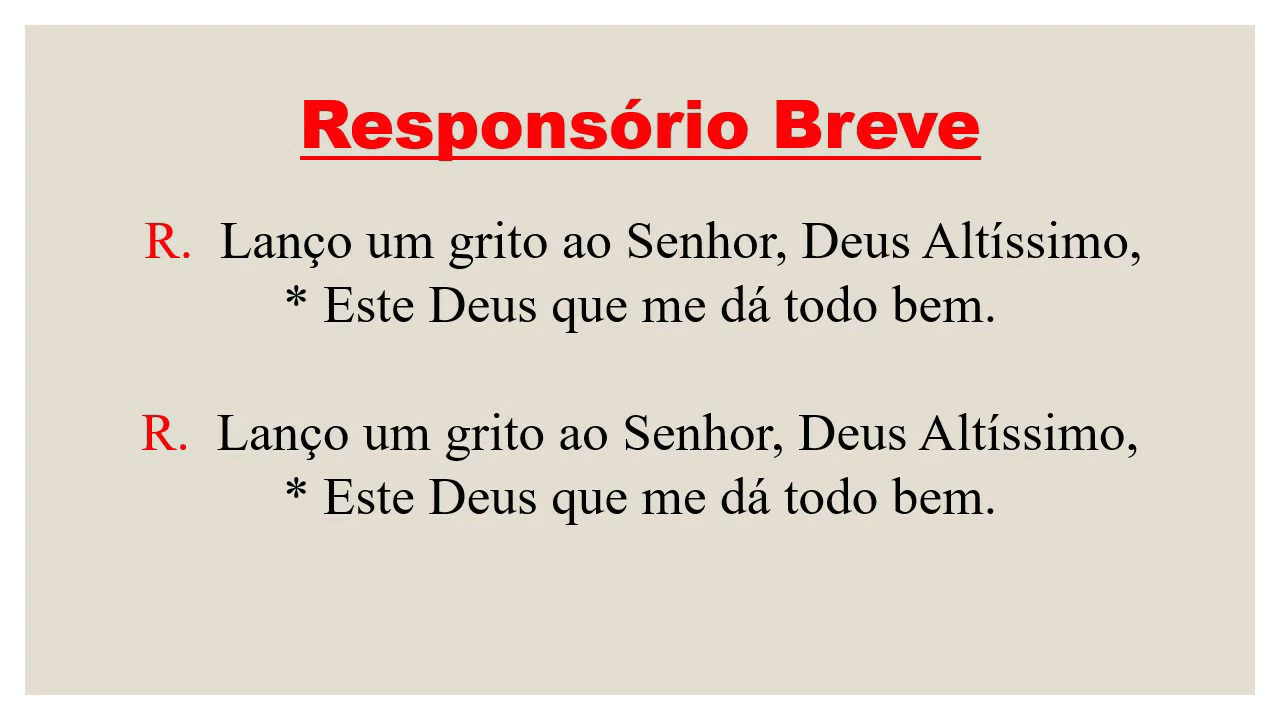 Responsório Breve
R. Lanço um grito ao Senhor, Deus Altíssimo,
* Este Deus que me dá todo bem.
R. Lanço um grito ao Senhor, Deus Altíssimo,
* Este Deus que me dá todo bem.